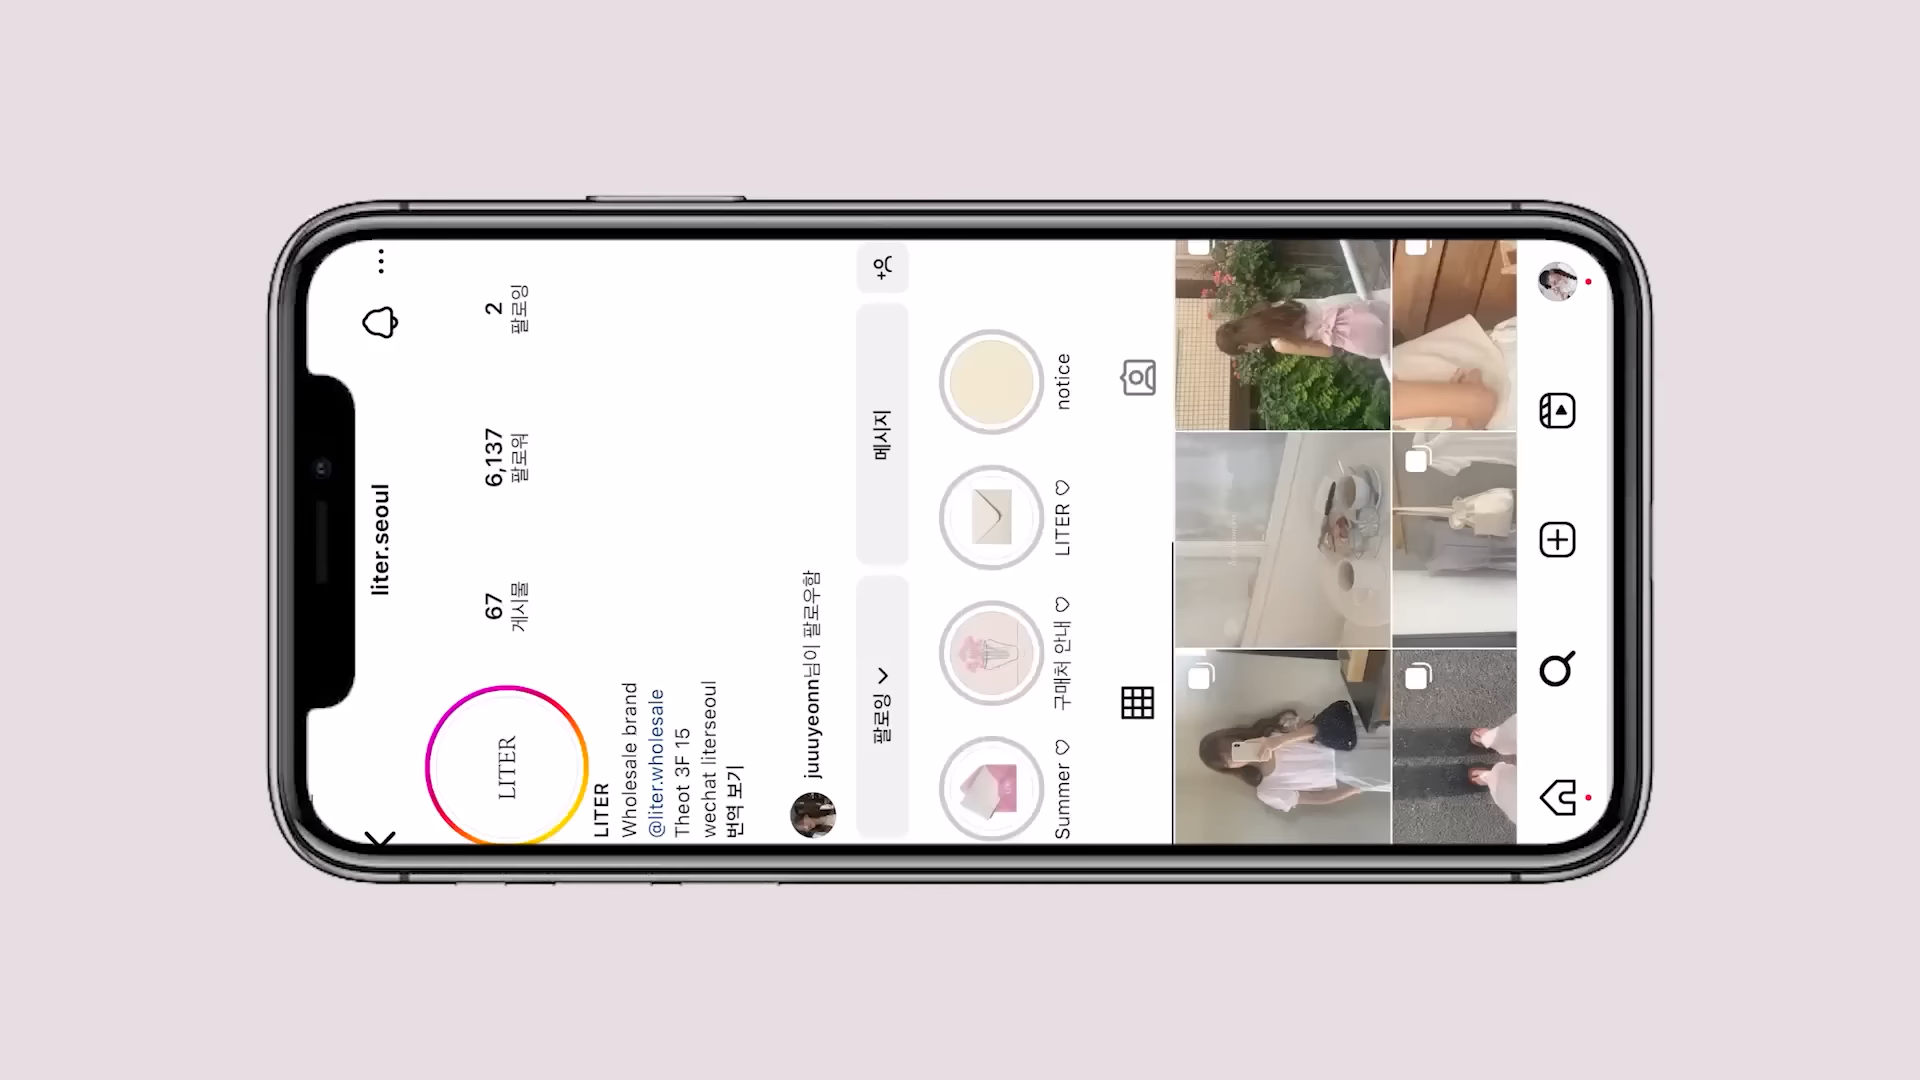 liter.seoul
LITER
67
게시물
6,137
팔로워
2
팔로잉
LITER
Wholesale brand
@liter.wholesale
Theot 3F 15
wechat literseoul
번역 보기
juuuyeonn님이 팔로우함
팔로잉
메시지
Summer ♡
구매처 안내 ♡
LITER ♡
notice